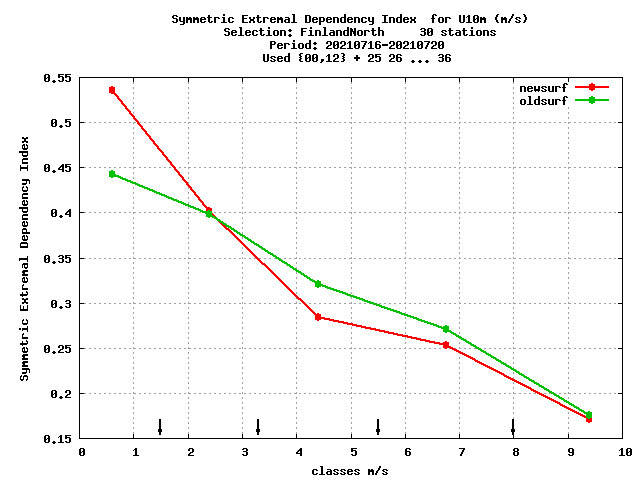 Symmetric Extremal Dependency Index  for U10m (m/s)
Selection: FinlandNorth     30 stations
Period: 20210716-20210720
Used {00,12} + 25 26 ... 36
newsurf
oldsurf
Symmetric Extremal Dependency Index
0.55
0.5
0.45
0.4
0.35
0.3
0.25
0.2
0.15
0 1 2 3 4 5 6 7 8 9 10
classes m/s